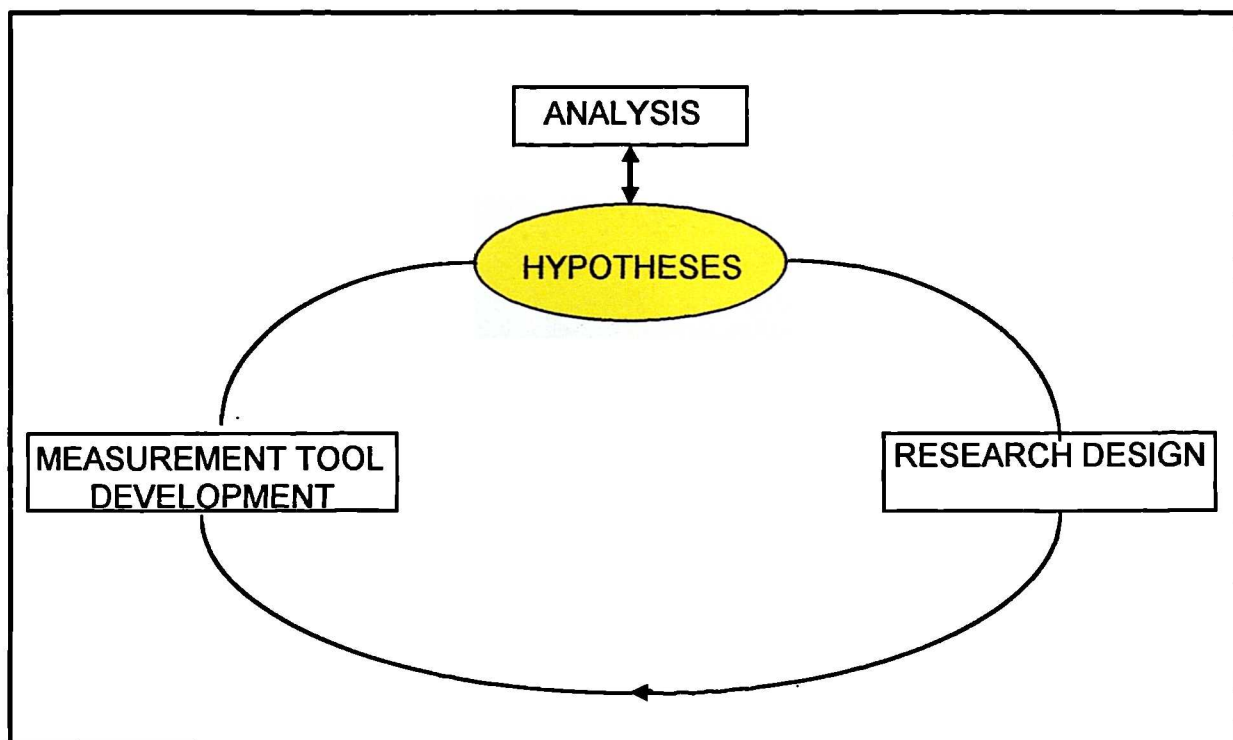 ANALYSIS
HYPOTHESES
MEASUREMENT TOOL
DEVELOPMENT
RESEARCH DESIGN